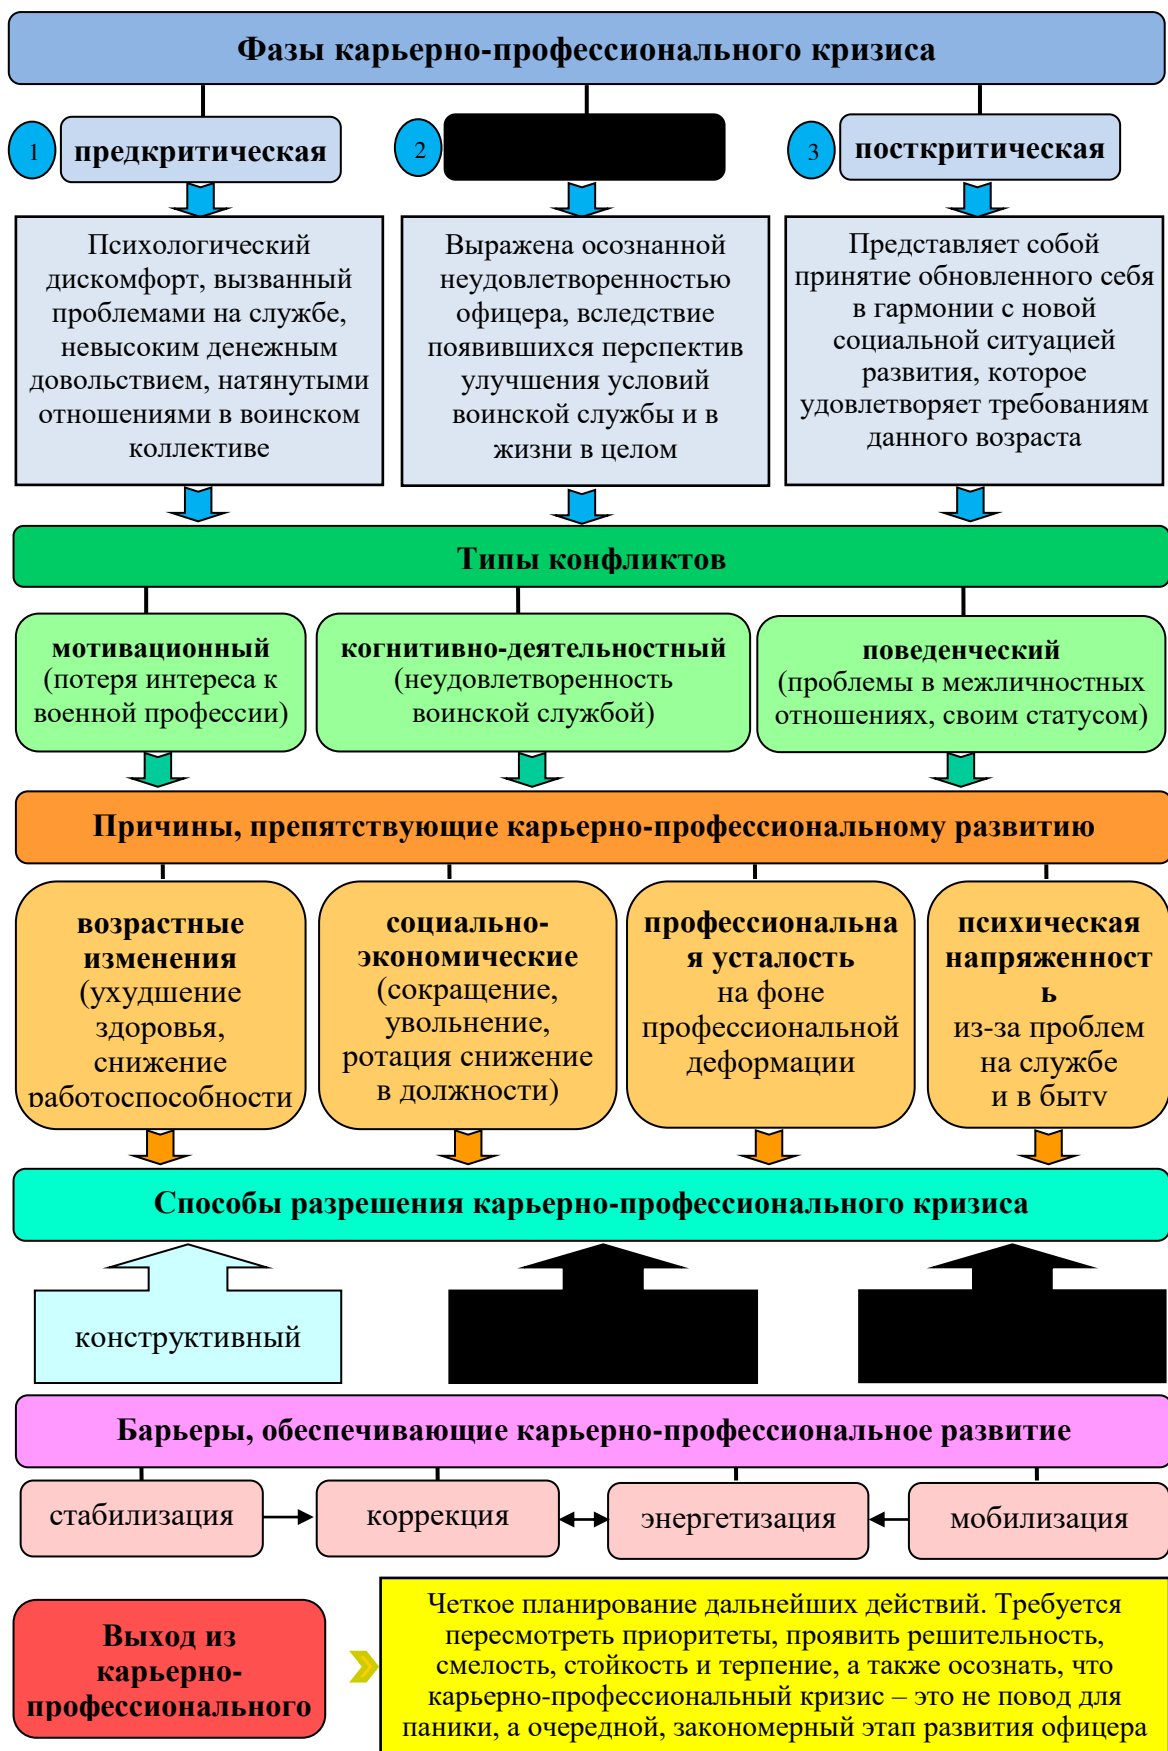 Фазы карьерно-профессионального кризиса
1
предкритическая
2
3
посткритическая
Психологический
дискомфорт, вызванный
проблемами на службе,
невысоким денежным
довольствием, натянутыми
отношениями в воинском
коллективе
Выражена осознанной
неудовлетворенностью
офицера, вследствие
появившихся перспектив
улучшения условий
воинской службы и в
жизни в целом
Представляет собой
принятие обновленного себя
в гармонии с новой
социальной ситуацией
развития, которое
удовлетворяет требованиям
данного возраста
Типы конфликтов
мотивационный
(потеря интереса к
военной профессии)
когнитивно-деятельностный
(неудовлетворенность
воинской службой)
поведенческий
(проблемы в межличностных
отношениях, своим статусом)
Причины, препятствующие карьерно-профессиональному развитию
возрастные
изменения
(ухудшение
здоровья,
снижение
работоспособности
социально-
экономические
(сокращение,
увольнение,
ротация снижение
в должности)
профессиональна
я усталость
на фоне
профессиональной
деформации
психическая
напряженност
ь
из-за проблем
на службе
и в быту
Способы разрешения карьерно-профессионального кризиса
конструктивный
Барьеры, обеспечивающие карьерно-профессиональное развитие
стабилизация
коррекция
энергетизация
мобилизация
Выход из
карьерно-
профессионального
Четкое планирование дальнейших действий. Требуется
пересмотреть приоритеты, проявить решительность,
смелость, стойкость и терпение, а также осознать, что
карьерно-профессиональный кризис – это не повод для
паники, а очередной, закономерный этап развития офицера